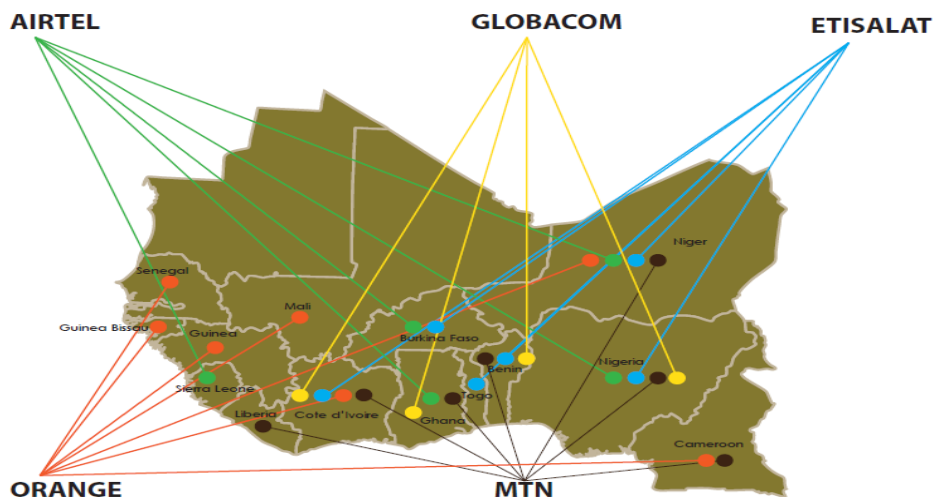 AIRTEL
GLOBACOM
ETISALAT
Niger
Senegal
Mali
Guinea Bissau
Guinea
Burkina Faso
Benin
Nigeria
Sierra Leone
Togo
Liberia
Cote d'Ivoire
Ghana
Cameroon
ORANGE
MTN